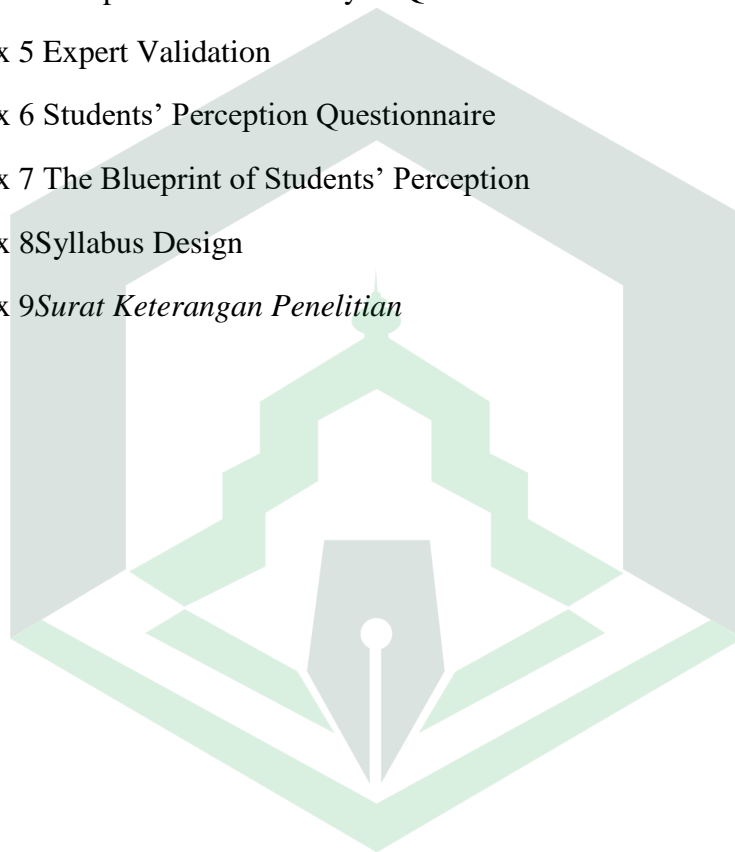 x 5 Expert Validation
x 6 Students’ Perception Questionnaire
x 7 The Blueprint of Students’ Perception
x 8Syllabus Design
x 9Surat Keterangan Penelitian